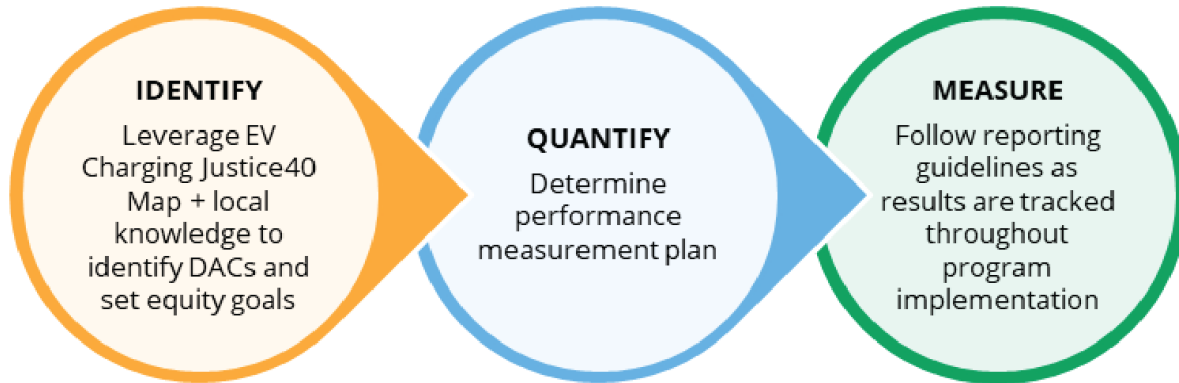 IDENTIFY
Leverage EV
Charging Justice40
Map + local
knowledge to
identify DACs and
set equity goals
QUANTIFY
Determine
performance
measurement plan
MEASURE
Follow reporting
guidelines as
results are tracked
throughout
program
implementation